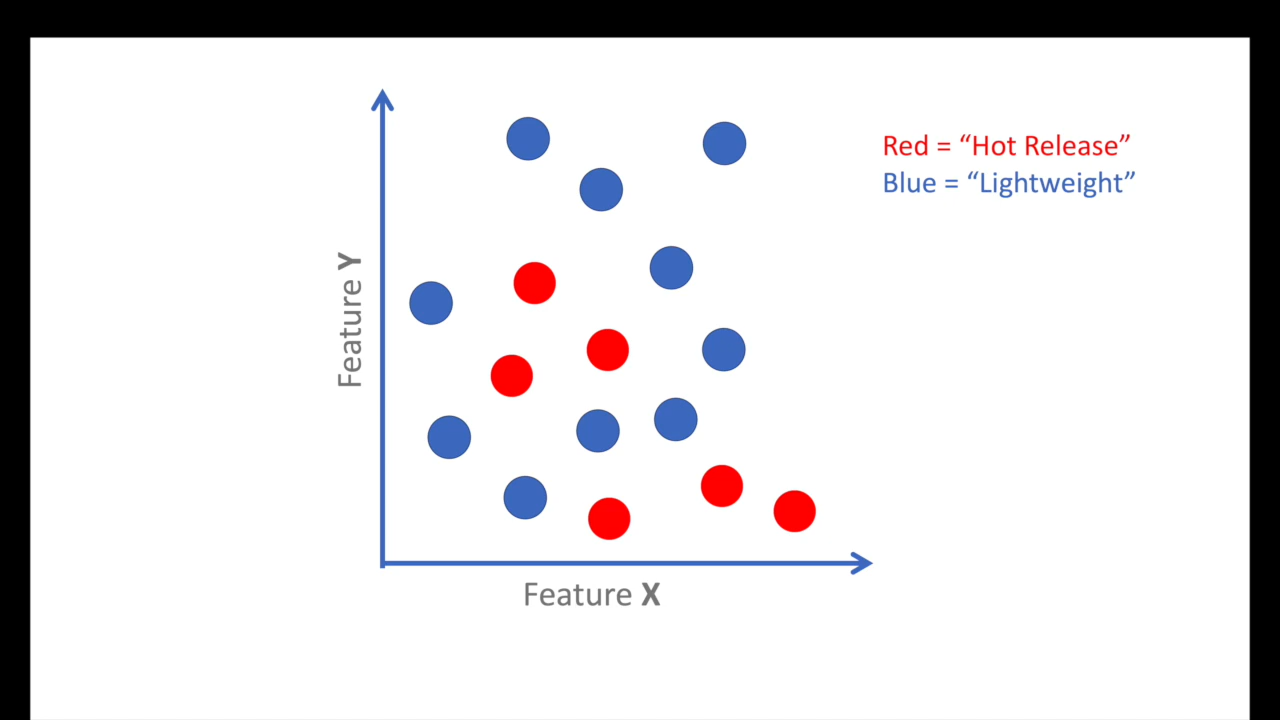 Red = “Hot Release”
Blue = “Lightweight”
Feature Y
Feature X